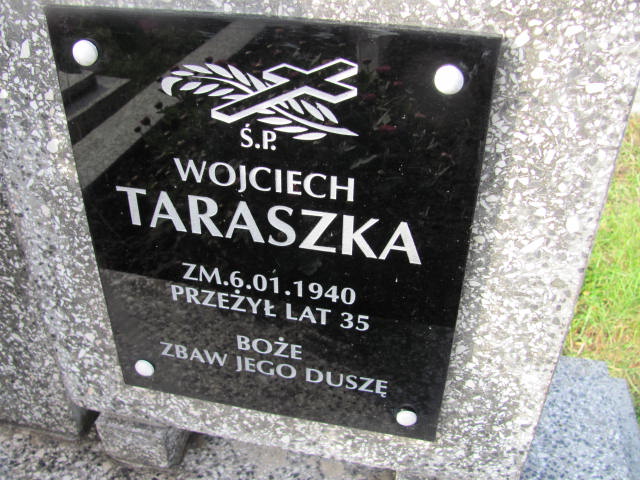 Ś.P.
WOJCIECH
TARASZKA
ZM.6.01.1940
PRZEŻYŁ LAT 35
BOŻE
ZBAW JEGO DUSZĘ